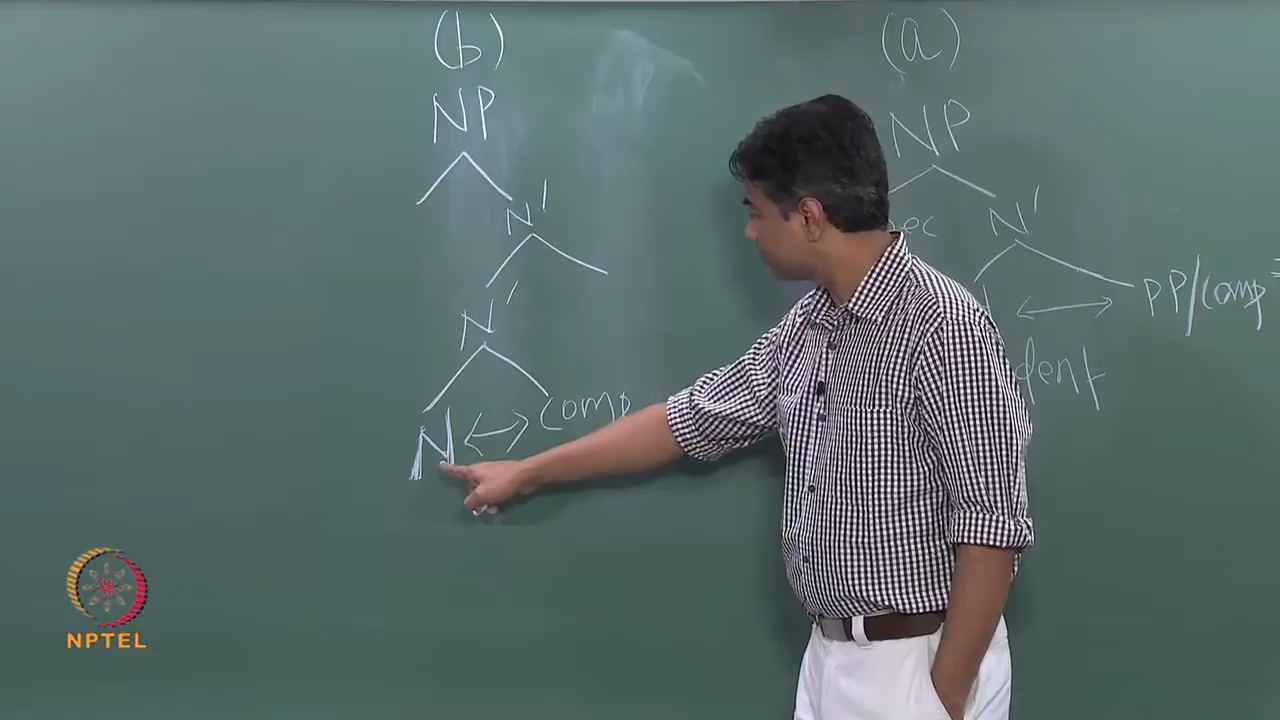 (b)
NP
N'
N'
N ↔ comp
(a)
NP
N'
↔ PP/comp
NPTEL